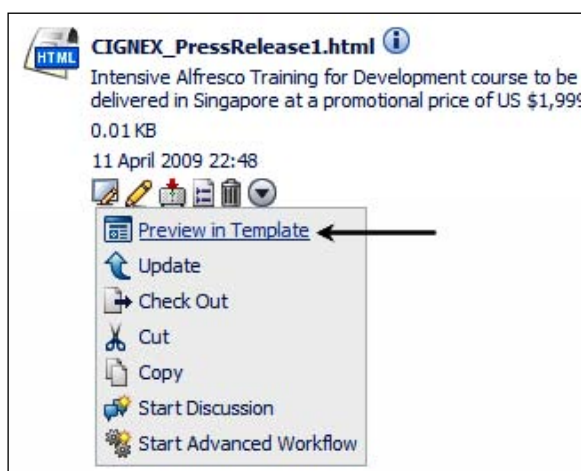 HTML
CIGNEX_PressRelease1.html
Intensive Alfresco Training for Development course to be
delivered in Singapore at a promotional price of US $1,999
0.01 KB
11 April 2009 22:48
Preview in Template
Update
Check Out
Cut
Copy
Start Discussion
Start Advanced Workflow